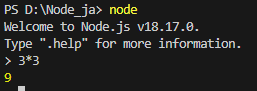 PS D:\Node_ja> node
Welcome to Node.js v18.17.0.
Type ".help" for more information.
> 3*3
9